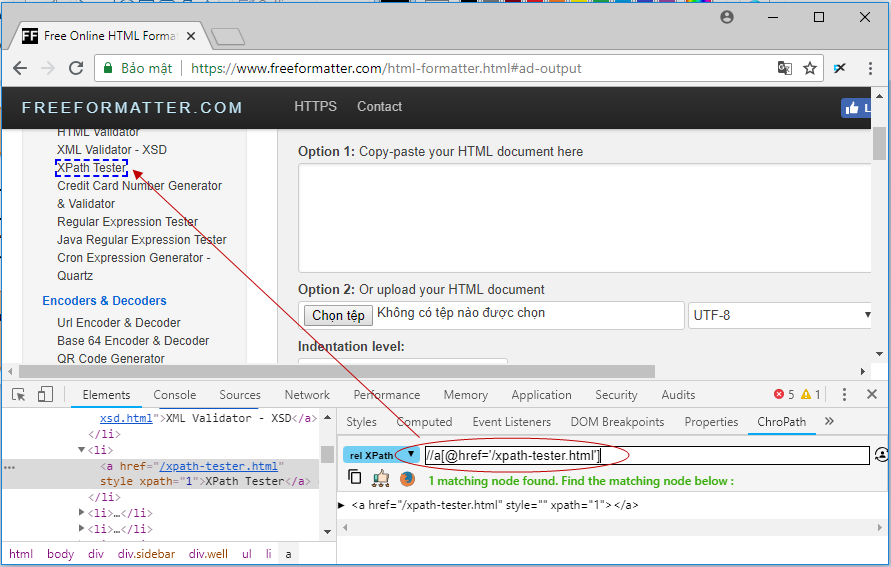 FF Free Online HTML Format
Bảo mật https://www.freeformatter.com/html-formatter.html#ad-output
FREEFORMATTER.COM HTTPS Contact
HTML Validator
XML Validator - XSD
XPath Tester
Credit Card Number Generator
& Validator
Regular Expression Tester
Java Regular Expression Tester
Cron Expression Generator -
Quartz
Encoders & Decoders
Url Encoder & Decoder
Base 64 Encoder & Decoder
QR Code Generator
Option 1: Copy-paste your HTML document here
Option 2: Or upload your HTML document
Chọn tệp Không có tệp nào được chọn UTF-8
Indentation level:
Elements Console Sources Network Performance Memory Application Security Audits 5 1
xsd.html">XML Validator - XSD</a>
</li>
<li>
<a href="/xpath-tester.html"
style xpath="1">XPath Tester</a>
</li>
<li>…</li>
<li>…</li>
html body div div.sidebar div.well ul li a
Styles Computed Event Listeners DOM Breakpoints Properties ChroPath
rel XPath //a[@href='/xpath-tester.html']
1 matching node found. Find the matching node below :
<a href="/xpath-tester.html" style="" xpath="1"></a>